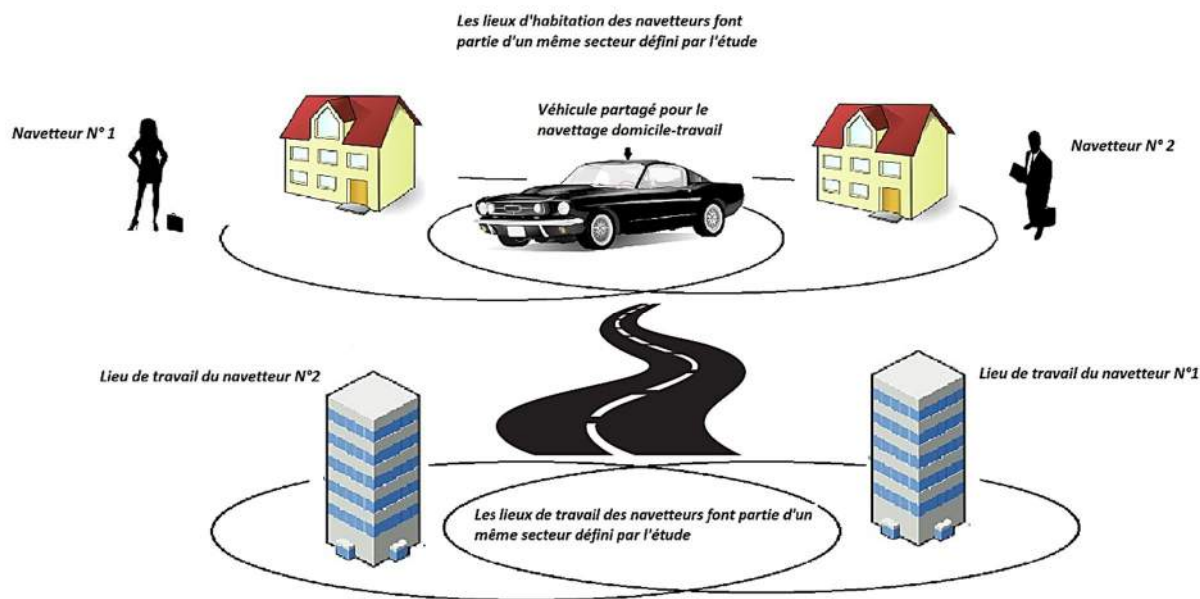 Les lieux d'habitation des navetteurs font
partie d'un même secteur défini par l'étude
Navetteur N° 1
Véhicule partagé pour le
navettage domicile-travail
Navetteur N° 2
Lieu de travail du navetteur N°2
Lieu de travail du navetteur N°1
Les lieux de travail des navetteurs font partie d'un
même secteur défini par l'étude